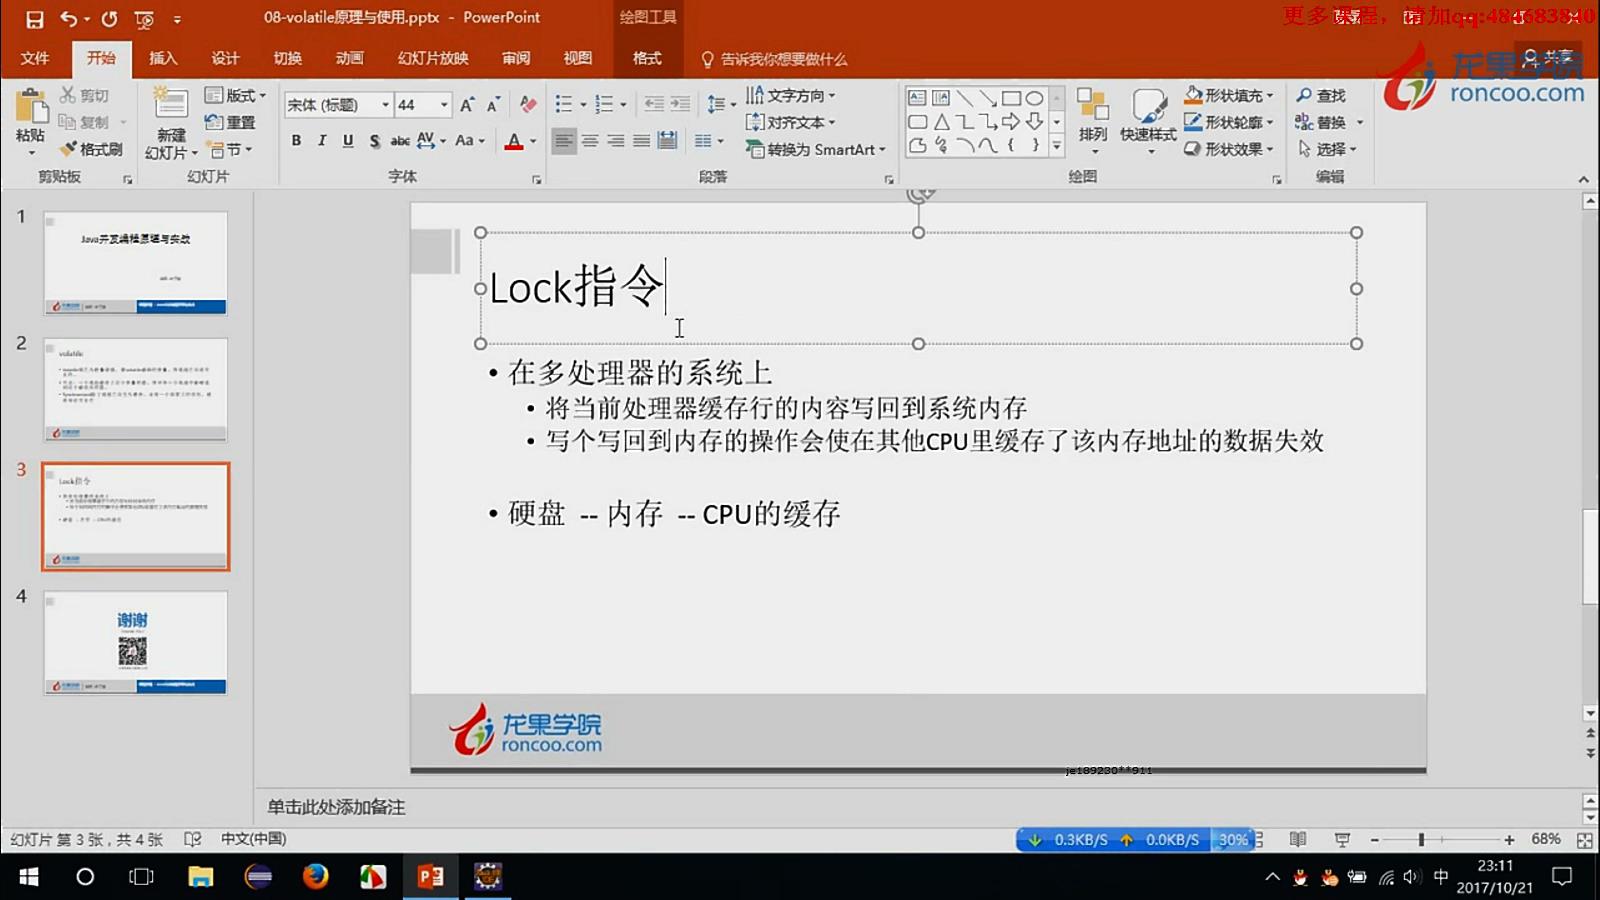 08-volatile原理与使用.pptx - PowerPoint
绘图工具
更多课程，请加qq:484683840
文件
开始
插入
设计
切换
动画
幻灯片放映
审阅
视图
格式
告诉我你想要做什么
共享
龙果学院
roncoo.com
粘贴
剪切
复制
格式刷
剪贴板
新建
幻灯片
版式
重置
节
幻灯片
宋体 (标题)
44
B I U S abc AV Aa A
字体
文字方向
对齐文本
转换为 SmartArt
段落
排列
快速样式
形状填充
形状轮廓
形状效果
绘图
查找
替换
选择
编辑
1
Java并发编程原理与实战
2
volatile
3
Lock指令
4
谢谢
Lock指令
• 在多处理器的系统上
• 将当前处理器缓存行的内容写回到系统内存
• 写个写回到内存的操作会使在其他CPU里缓存了该内存地址的数据失效
• 硬盘 -- 内存 -- CPU的缓存
龙果学院
roncoo.com
je189230**911
单击此处添加备注
幻灯片 第 3 张，共 4 张
中文(中国)
0.3KB/S
0.0KB/S
30%
68%
中
23:11
2017/10/21